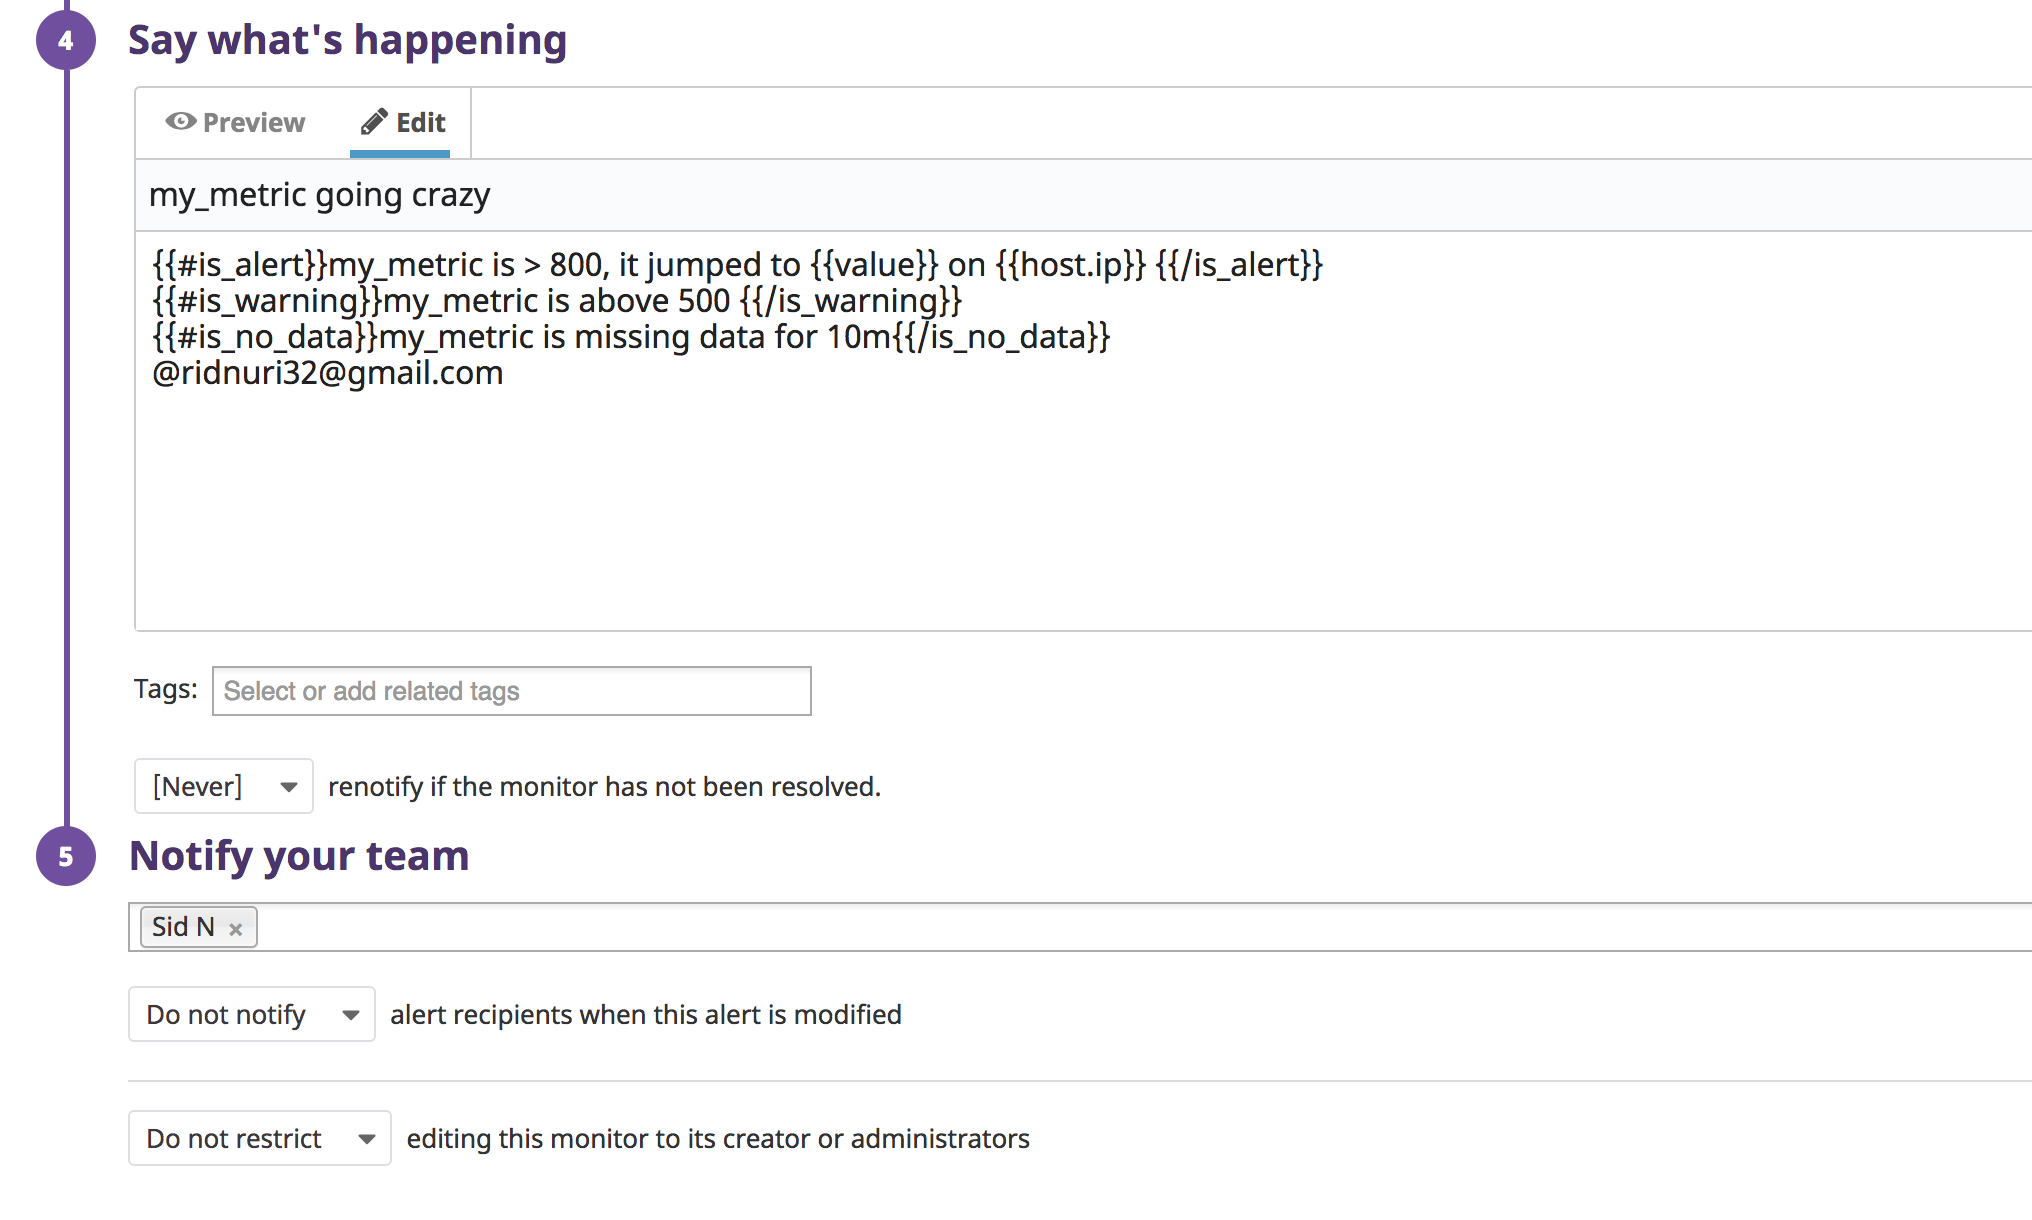 4 Say what's happening
Preview Edit
my_metric going crazy
{{#is_alert}}my_metric is > 800, it jumped to {{value}} on {{host.ip}} {{/is_alert}}
{{#is_warning}}my_metric is above 500 {{/is_warning}}
{{#is_no_data}}my_metric is missing data for 10m{{/is_no_data}}
@ridnuri32@gmail.com
Tags: Select or add related tags
[Never] renotify if the monitor has not been resolved.
5 Notify your team
Sid N ×
Do not notify alert recipients when this alert is modified
Do not restrict editing this monitor to its creator or administrators